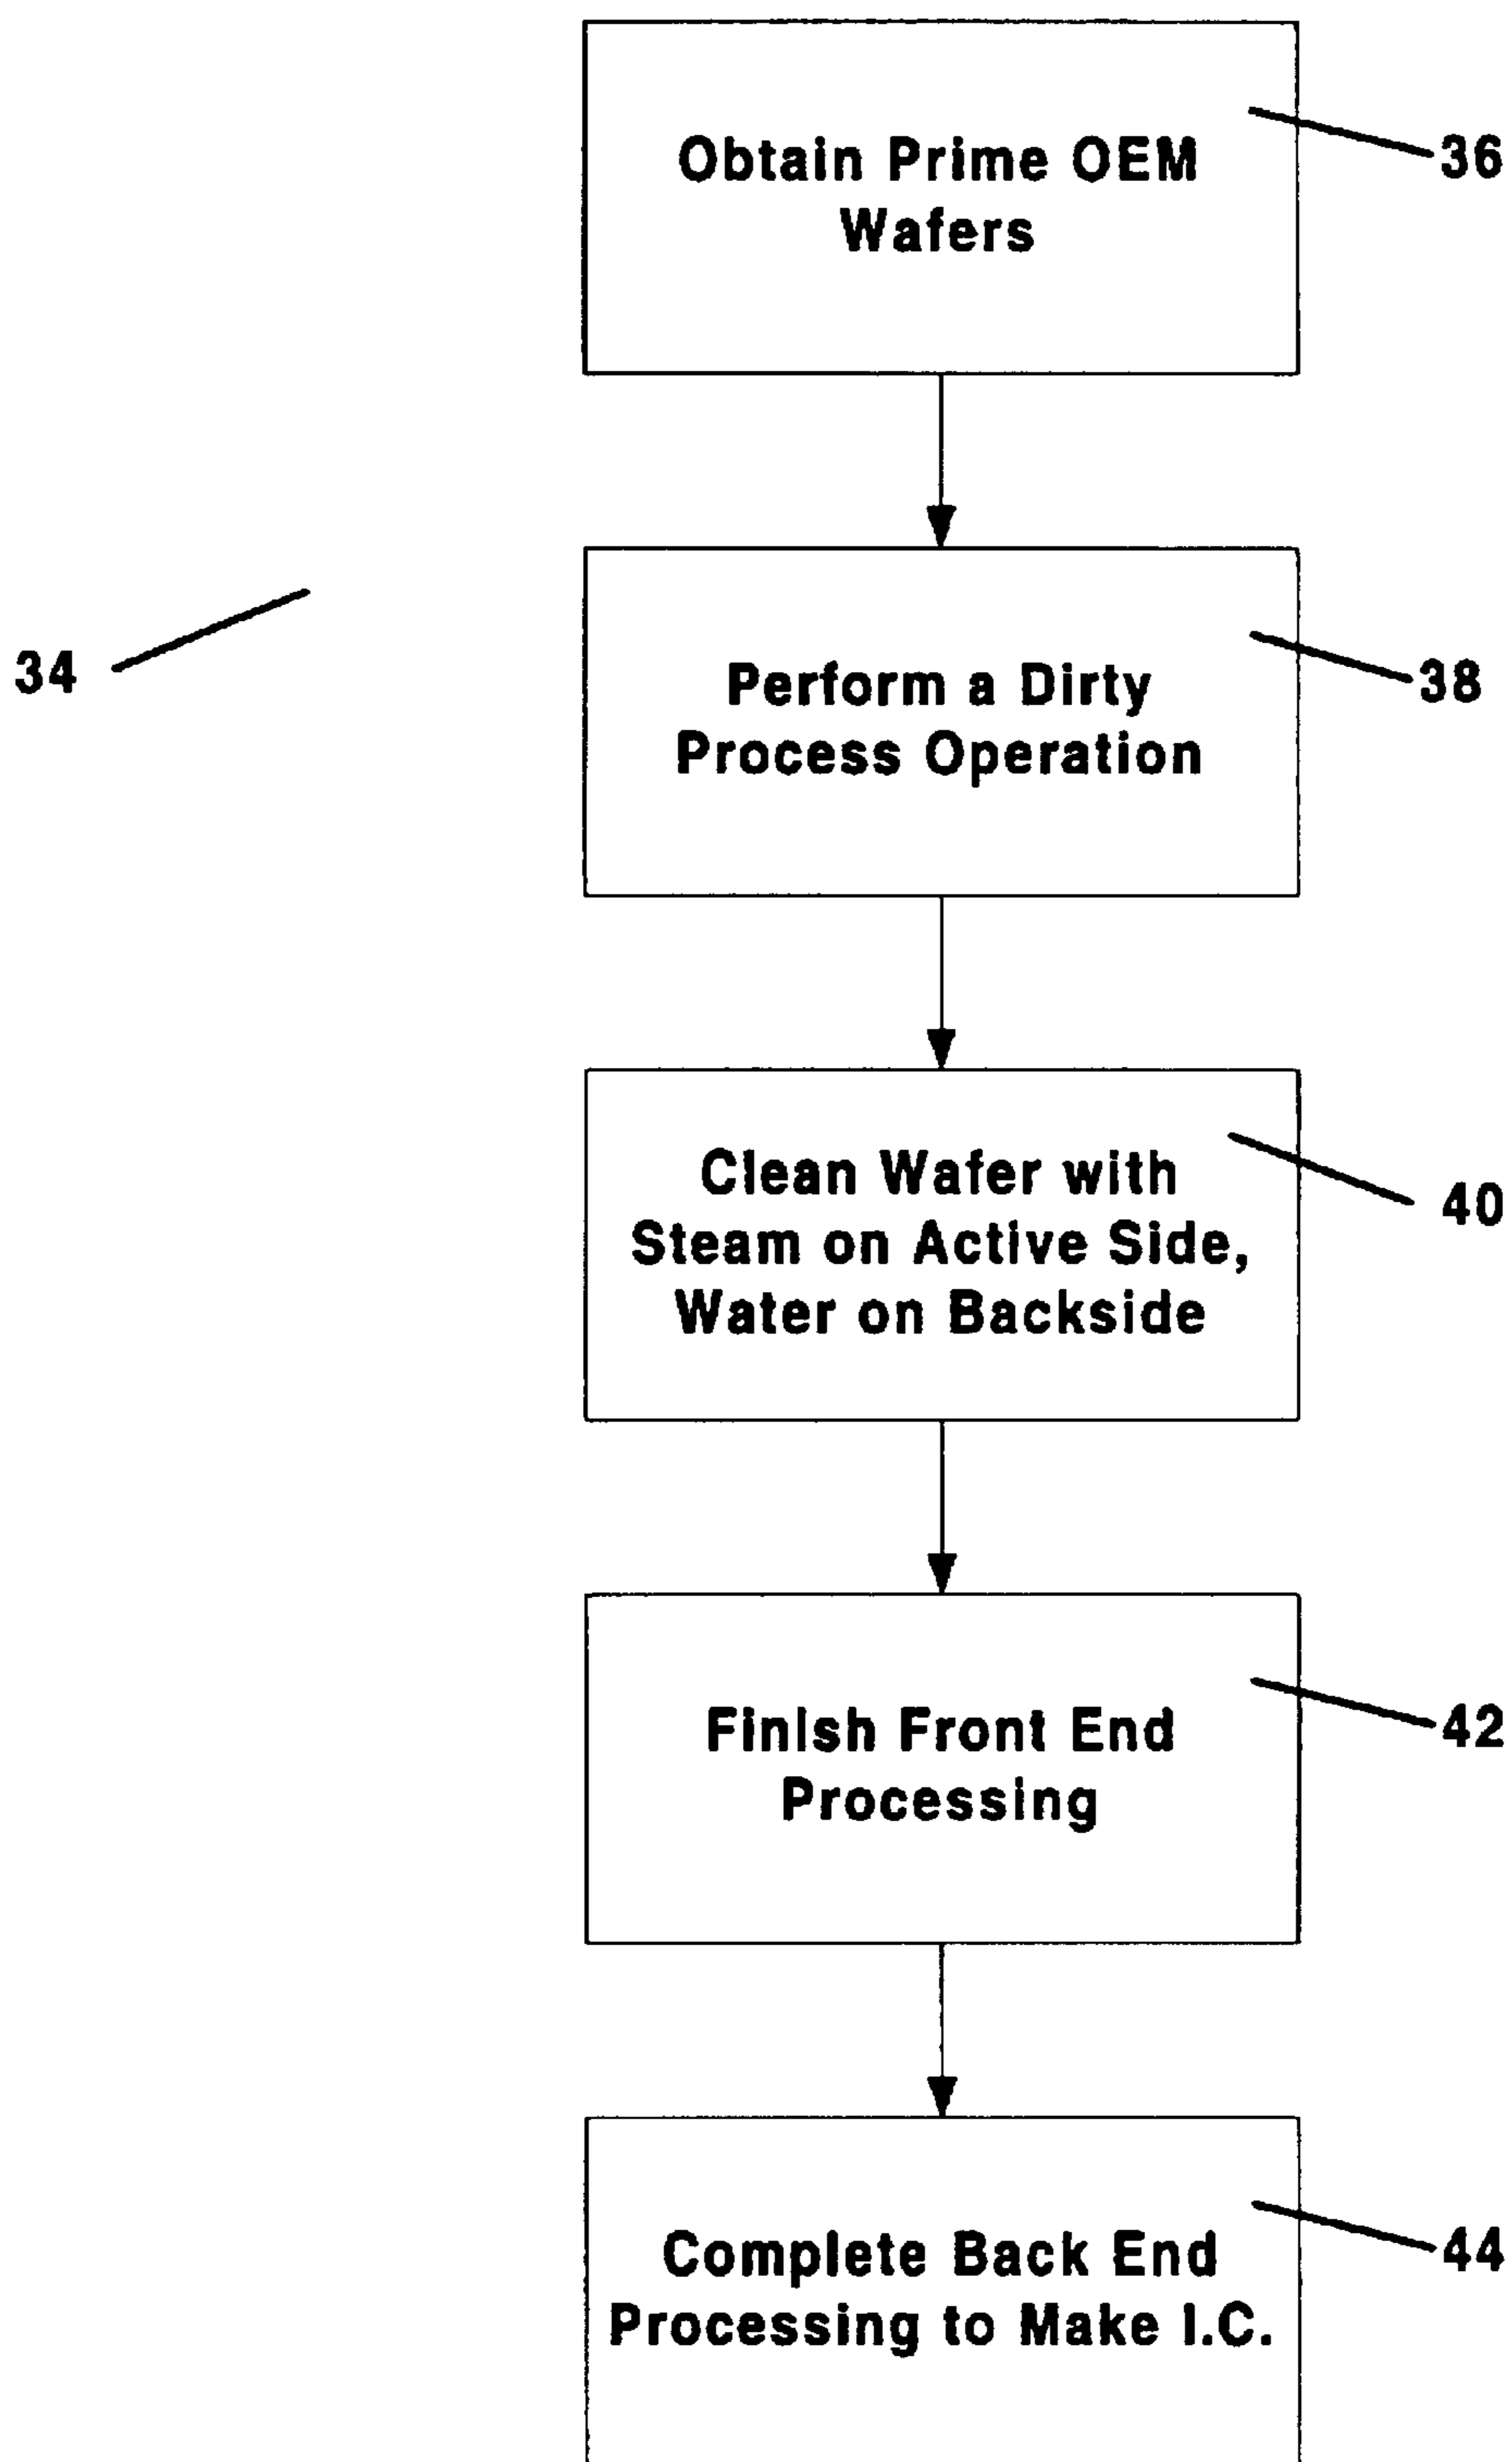 Obtain Prime OEM
Wafers
36
34
Perform a Dirty
Process Operation
38
Clean Wafer with
Steam on Active Side,
Water on Backside
40
Finish Front End
Processing
42
Complete Back End
Processing to Make I.C.
44